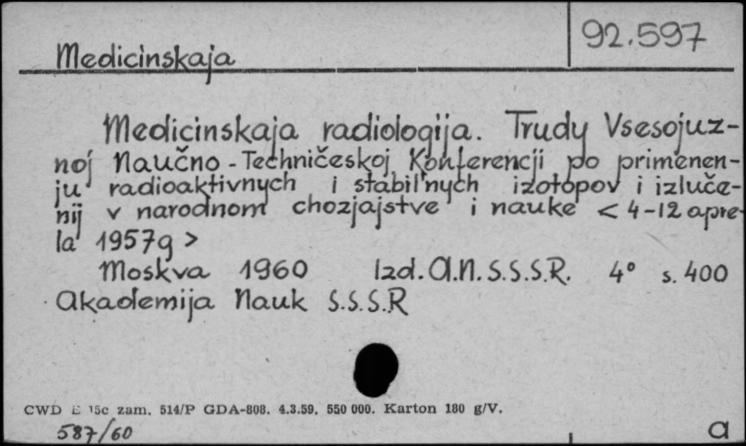 92.597
Medicinskaja
Medicinskaja radiologija. Trudy Vsesojuz-
noj Naučno-Techničeskoj Konferencji po primenen-
ju radioaktivnych i stabil'nych izotopov i izluče-
nij v narodnom chozjajstve i nauke < 4-12 apre-
la 1957g >
Moskva 1960 Izd. A.N.S.S.S.R. 4° s. 400
Akademija Nauk S.S.S.R
CWD zam. 514/P GDA-808. 4.3.59. 550 000. Karton 180 g/V.
587/60 a